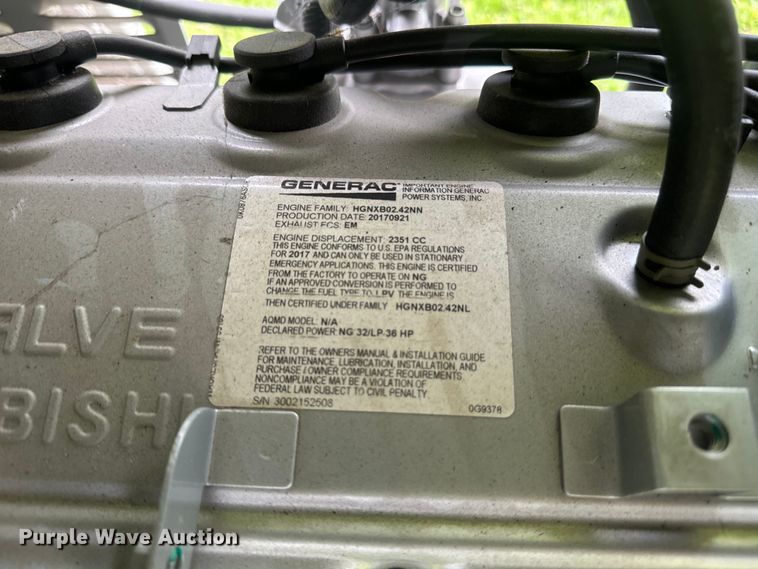 GENERAC IMPORTANT ENGINE
INFORMATION GENERAC
POWER SYSTEMS, INC.
ENGINE FAMILY: HGNXB02.42NN
PRODUCTION DATE: 20170921
EXHAUST ECS: EM
ENGINE DISPLACEMENT: 2351 CC
THIS ENGINE CONFORMS TO U.S. EPA REGULATIONS
FOR 2017 AND CAN ONLY BE USED IN STATIONARY
EMERGENCY APPLICATIONS. THIS ENGINE IS CERTIFIED
FROM THE FACTORY TO OPERATE ON NG
IF AN APPROVED CONVERSION IS PERFORMED TO
CHANGE THE FUEL TYPE TO LPV THE ENGINE IS
THEN CERTIFIED UNDER FAMILY HGNXB02.42NL
AQMD MODEL: N/A
DECLARED POWER: NG 32/LP-36 HP
REFER TO THE OWNERS MANUAL & INSTALLATION GUIDE
FOR MAINTENANCE, LUBRICATION, INSTALLATION, AND
PURCHASE / OWNER COMPLIANCE REQUIREMENTS.
NONCOMPLIANCE MAY BE A VIOLATION OF
FEDERAL LAW SUBJECT TO CIVIL PENALTY.
S/N 3002152508 0G9378
ALVE
BISHI
Purple Wave Auction